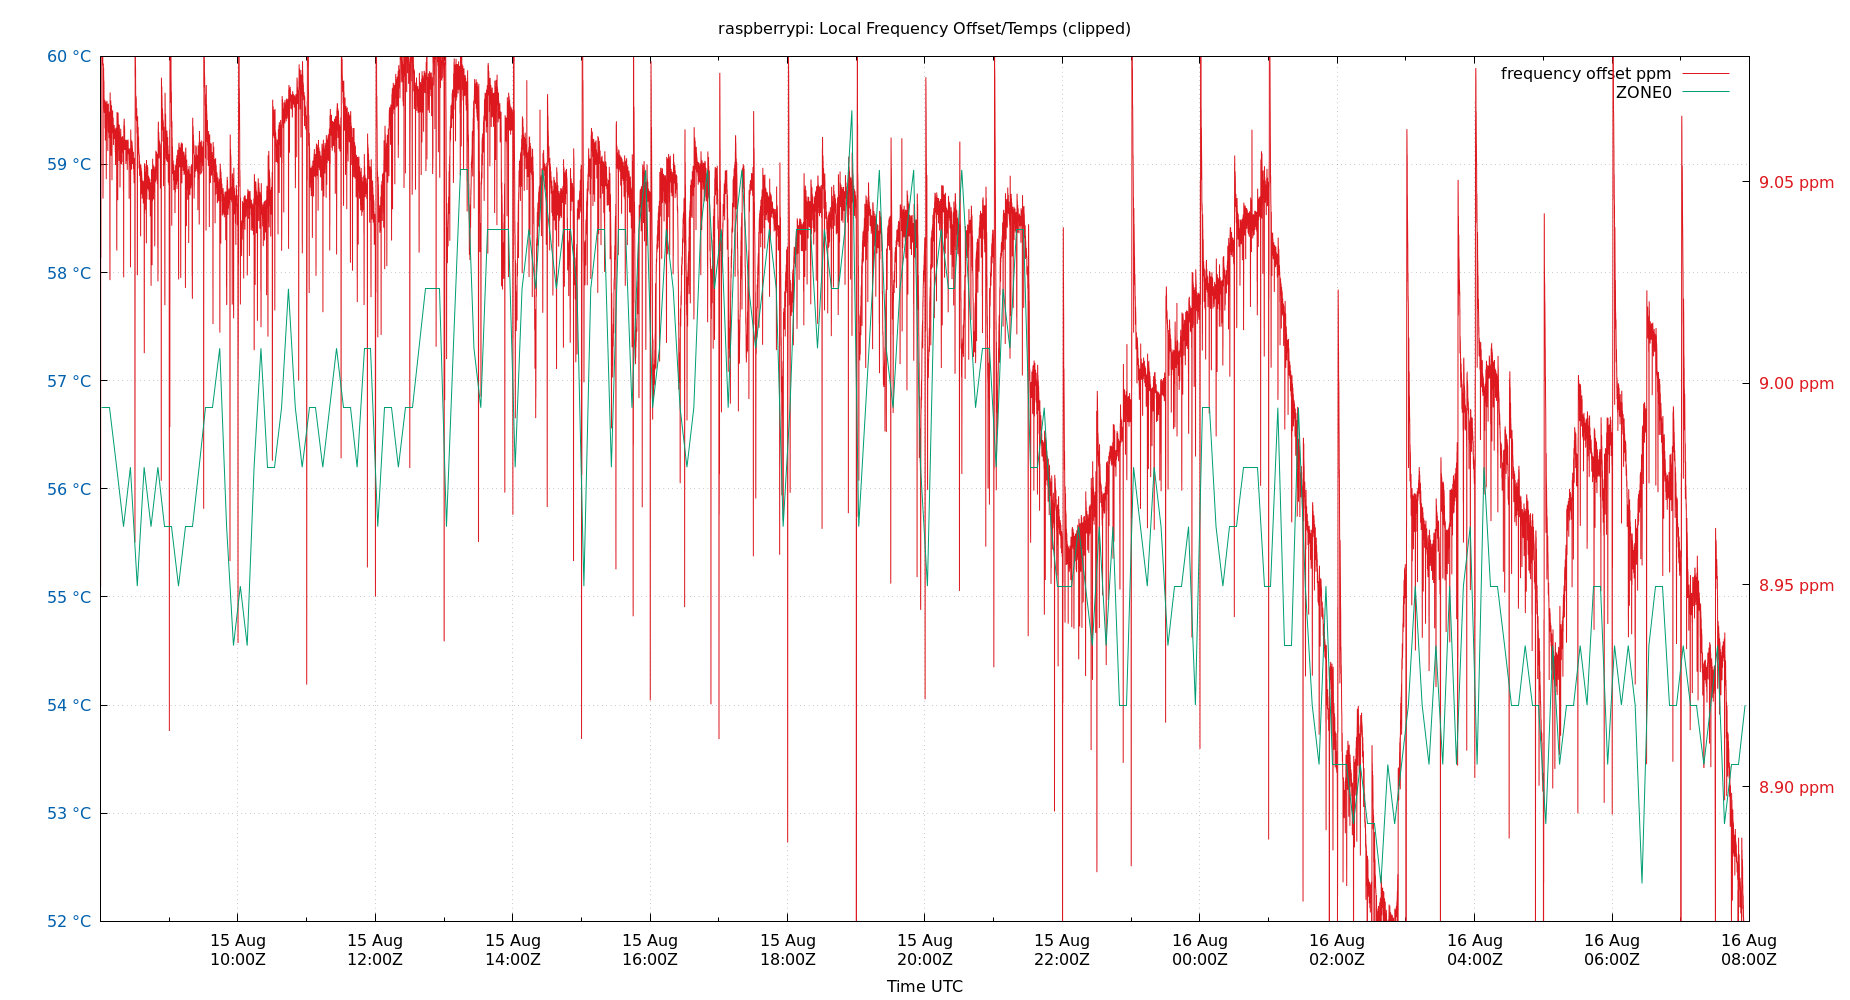 raspberrypi: Local Frequency Offset/Temps (clipped)
frequency offset ppm
ZONE0
60 °C
59 °C
58 °C
57 °C
56 °C
55 °C
54 °C
53 °C
52 °C
9.05 ppm
9.00 ppm
8.95 ppm
8.90 ppm
15 Aug 15 Aug 15 Aug 15 Aug 15 Aug 15 Aug 15 Aug 16 Aug 16 Aug 16 Aug 16 Aug 16 Aug
10:00Z 12:00Z 14:00Z 16:00Z 18:00Z 20:00Z 22:00Z 00:00Z 02:00Z 04:00Z 06:00Z 08:00Z
Time UTC